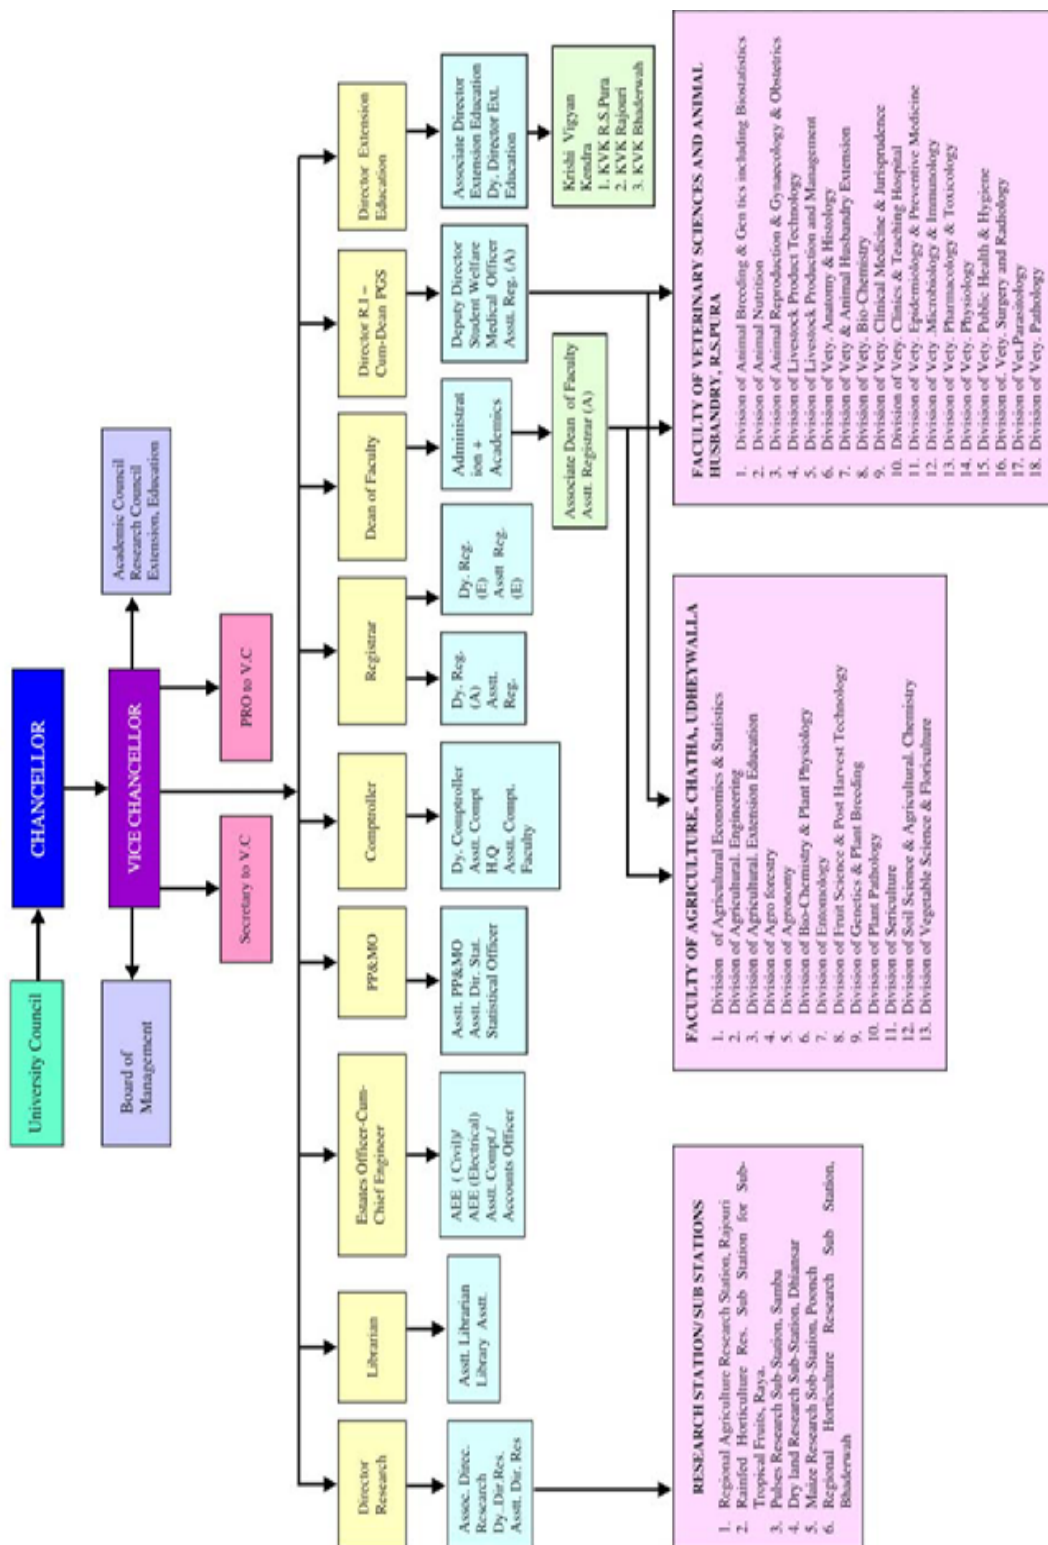 University Council
CHANCELLOR
Board of
Management
VICE CHANCELLOR
Academic Council
Research Council
Extension, Education
Secretary to V.C
PRO to V.C
Director
Research
Librarian
Estates Officer-Cum-
Chief Engineer
PP&MO
Comptroller
Registrar
Dean of Faculty
Director R.I –
Cum-Dean PGS
Director Extension
Education
Assoc. Direc.
Research
Dy. Dir.Res.
Asstt. Dir. Res
Asstt. Librarian
Library Asstt.
AEE ( Civil)/
AEE (Electrical)
Asstt. Compt./
Accounts Officer
Asstt. PP&MO
Asstt. Dir. Stat.
Statistical Officer
Dy. Comptroller
Asstt. Compt
H.Q
Asstt. Compt.
Faculty
Dy. Reg.
(A)
Asstt.
Reg.
Dy. Reg.
(E)
Asstt Reg.
(E)
Administrat
ion +
Academics
Deputy Director
Student Welfare
Medical Officer
Asstt. Reg. (A)
Associate Director
Extension Education
Dy. Director Ext.
Education
Associate Dean of Faculty
Asstt. Registrar (A)
Krishi Vigyan
Kendra
1. KVK R.S.Pura
2. KVK Rajouri
3. KVK Bhaderwah
RESEARCH STATION/ SUB STATIONS
1. Regional Agriculture Research Station, Rajouri
2. Rainfed Horticulture Res. Sub Station for Sub-
Tropical Fruits, Raya.
3. Pulses Research Sub-Station, Samba
4. Dry land Research Sub-Station, Dhiansar
5. Maize Research Sob-Station, Poonch
6. Regional Horticulture Research Sub Station,
Bhaderwah
FACULTY OF AGRICULTURE, CHATHA, UDHEYWALLA
1. Division of Agricultural Economics & Statistics
2. Division of Agricultural. Engineering
3. Division of Agricultural. Extension Education
4. Division of Agro forestry
5. Division of Agronomy
6. Division of Bio-Chemistry & Plant Physiology
7. Division of Entomology
8. Division of Fruit Science & Post Harvest Technology
9. Division of Genetics & Plant Breeding
10. Division of Plant Pathology
11. Division of Sericulture
12. Division of Soil Science & Agricultural. Chemistry
13. Division of Vegetable Science & Floriculture
FACULTY OF VETERINARY SCIENCES AND ANIMAL
HUSBANDRY, R.S.PURA
1. Division of Animal Breeding & Gen tics including Biostatistics
2. Division of Animal Nutrition
3. Division of Animal Reproduction & Gynaecology & Obstetrics
4. Division of Livestock Product Technology
5. Division of Livestock Production and Management
6. Division of Vety. Anatomy & Histology
7. Division of Vety & Animal Husbandry Extension
8. Division of Vety. Bio-Chemistry
9. Division of Vety. Clinical Medicine & Jurisprudence
10. Division of Vety. Clinics & Teaching Hospital
11. Division of Vety. Epidemiology & Preventive Medicine
12. Division of Vety. Microbiology & Immunology
13. Division of Vety. Pharmacology & Toxicology
14. Division of Vety. Physiology
15. Division of Vety. Public Health & Hygiene
16. Division of. Vety. Surgery and Radiology
17. Division of Vet.Parasitology
18. Division of Vety. Pathology